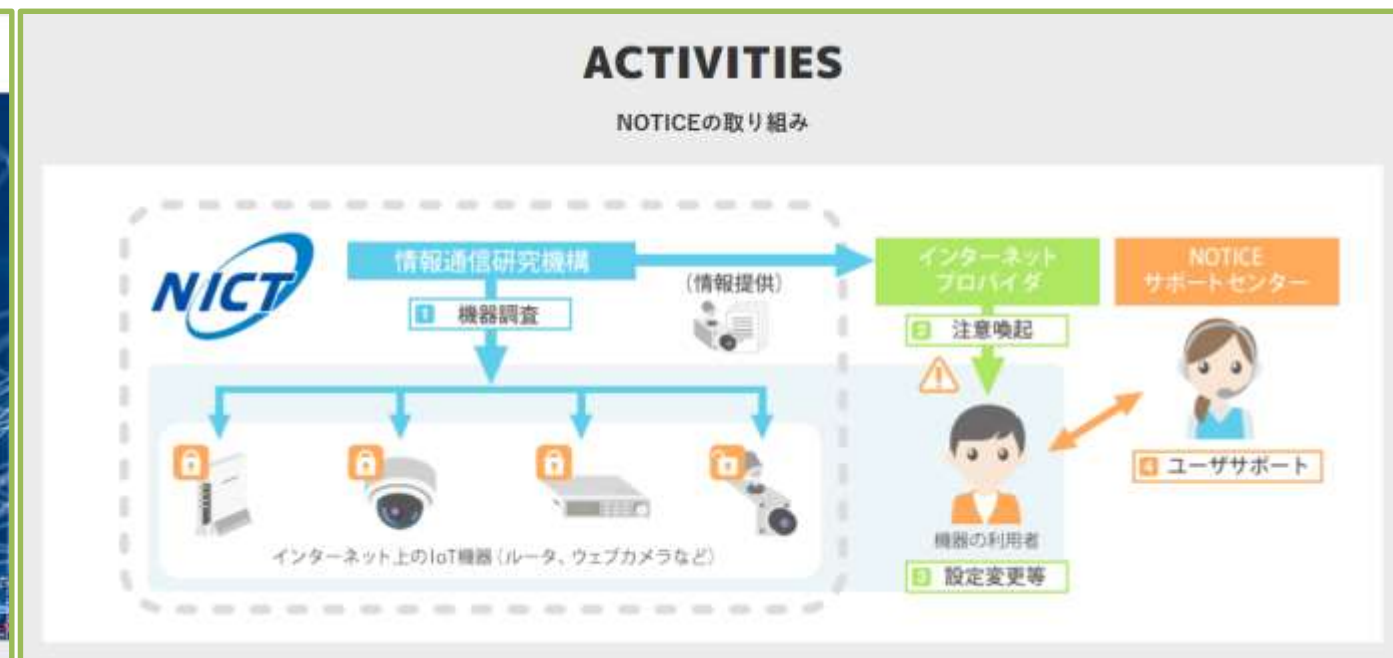 ACTIVITIES
NOTICEの取り組み
NICT
情報通信研究機構
(情報提供)
インターネット
プロバイダ
NOTICE
サポートセンター
1 機器調査
2 注意喚起
4 ユーザサポート
機器の利用者
インターネット上のIoT機器(ルータ、ウェブカメラなど)
3 設定変更等